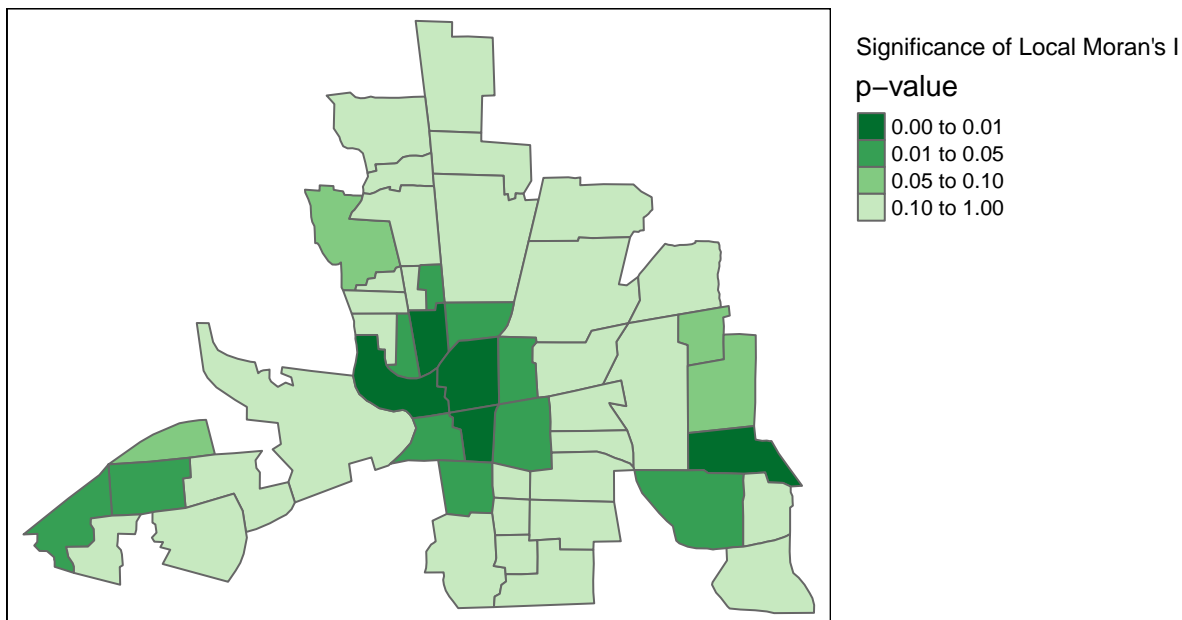 Significance of Local Moran's I
p−value
0.00 to 0.01
0.01 to 0.05
0.05 to 0.10
0.10 to 1.00